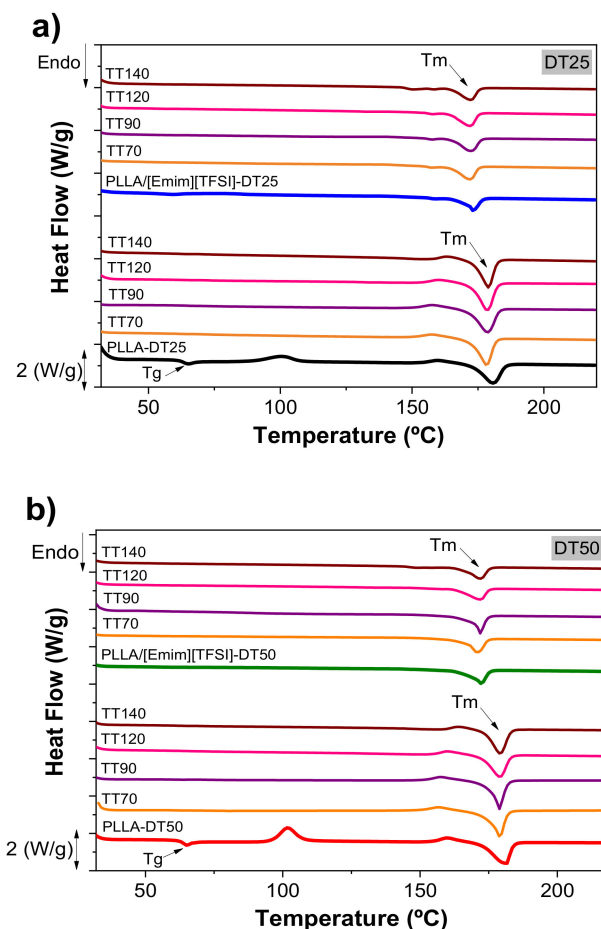 a)
Endo
Tm
DT25
TT140
TT120
TT90
TT70
PLLA/[Emim][TFSI]-DT25
TT140
Tm
TT120
TT90
TT70
PLLA-DT25
2 (W/g)
Tg
Heat Flow (W/g)
50
100
150
200
Temperature (ºC)
b)
Endo
Tm
DT50
TT140
TT120
TT90
TT70
PLLA/[Emim][TFSI]-DT50
Tm
TT140
TT120
TT90
TT70
PLLA-DT50
2 (W/g)
Tg
Heat Flow (W/g)
50
100
150
200
Temperature (ºC)